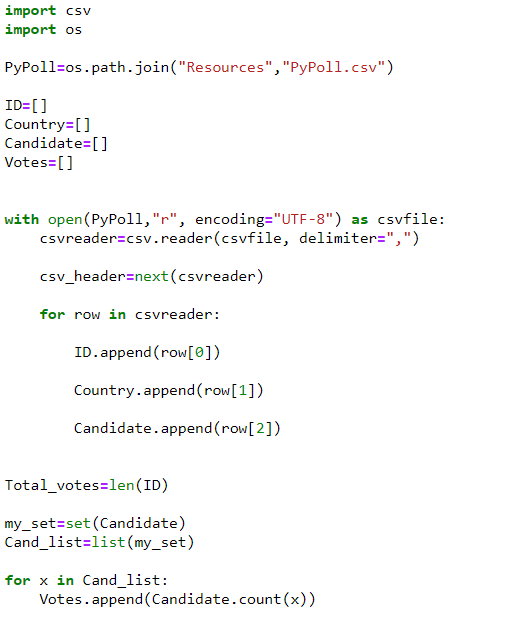 import csv
import os
PyPoll=os.path.join("Resources","PyPoll.csv")
ID=[]
Country=[]
Candidate=[]
Votes=[]
with open(PyPoll,"r", encoding="UTF-8") as csvfile:
    csvreader=csv.reader(csvfile, delimiter=",")
    csv_header=next(csvreader)
    for row in csvreader:
        ID.append(row[0])
        Country.append(row[1])
        Candidate.append(row[2])
Total_votes=len(ID)
my_set=set(Candidate)
Cand_list=list(my_set)
for x in Cand_list:
    Votes.append(Candidate.count(x))